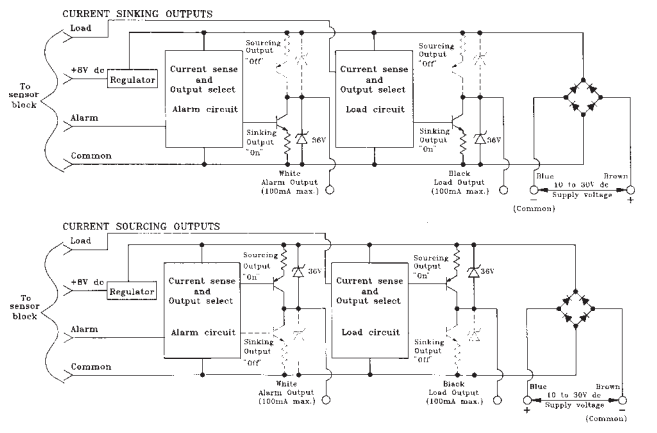 CURRENT SINKING OUTPUTS
Load
+8V dc
Regulator
To
sensor
block
Alarm
Common
Current sense
and
Output select
Alarm circuit
Sourcing
Output
"Off"
Sinking
Output
"On"
36V
White
Alarm Output
(100mA max.)
Current sense
and
Output select
Load circuit
Sourcing
Output
"Off"
Sinking
Output
"On"
36V
Black
Load Output
(100mA max.)
Blue
Brown
10 to 30V dc
Supply voltage
−
+
(Common)
CURRENT SOURCING OUTPUTS
Load
+8V dc
Regulator
To
sensor
block
Alarm
Common
Current sense
and
Output select
Alarm circuit
Sourcing
Output
"On"
36V
Sinking
Output
"Off"
White
Alarm Output
(100mA max.)
Current sense
and
Output select
Load circuit
Sourcing
Output
"On"
36V
Sinking
Output
"Off"
Black
Load Output
(100mA max.)
Blue
Brown
10 to 30V dc
Supply voltage
+
−
(Common)